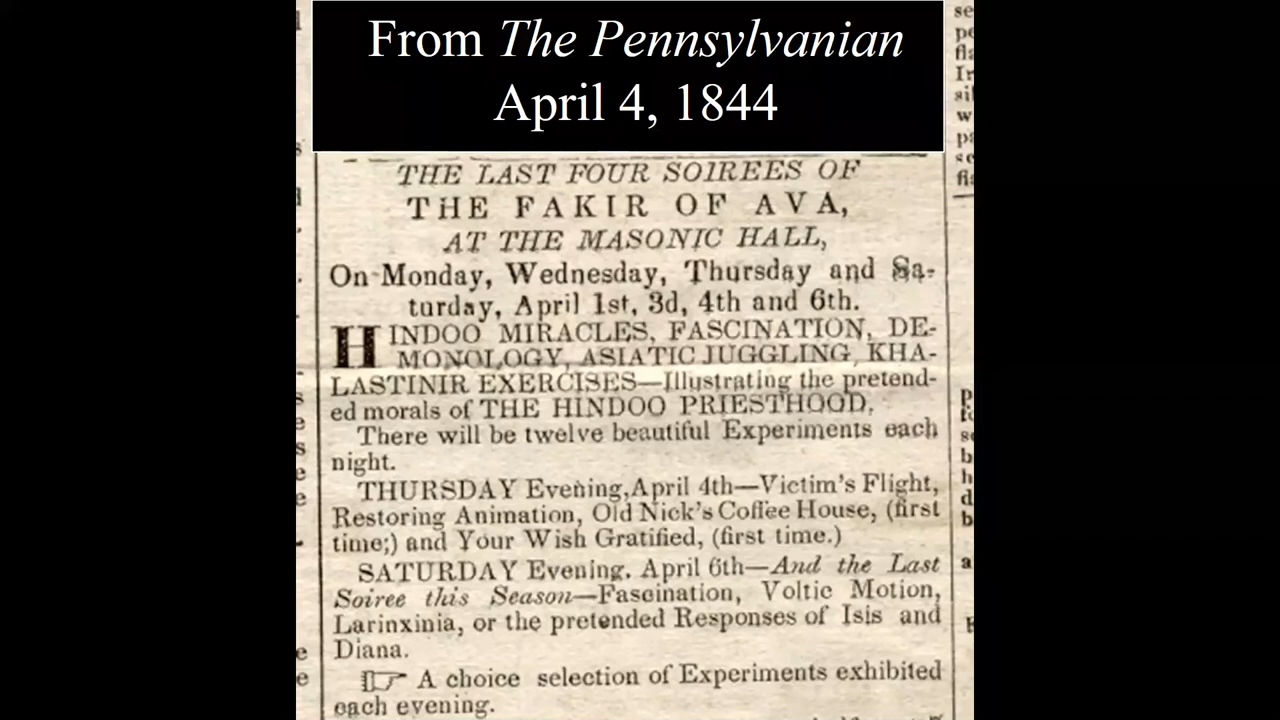 From The Pennsylvanian
April 4, 1844
THE LAST FOUR SOIREES OF
THE FAKIR OF AVA,
AT THE MASONIC HALL,
On Monday, Wednesday, Thursday and Sa-
turday, April 1st, 3d, 4th and 6th.
HINDOO MIRACLES, FASCINATION, DE-
MONOLOGY, ASIATIC JUGGLING, KHA-
LASTINIR EXERCISES—Illustrating the pretend-
ed morals of THE HINDOO PRIESTHOOD.
There will be twelve beautiful Experiments each
night.
THURSDAY Evening, April 4th—Victim's Flight,
Restoring Animation, Old Nick's Coffee House, (first
time;) and Your Wish Gratified, (first time.)
SATURDAY Evening, April 6th—And the Last
Soiree this Season—Fascination, Voltic Motion,
Larinxinia, or the pretended Responses of Isis and
Diana.
☞ A choice selection of Experiments exhibited
each evening.